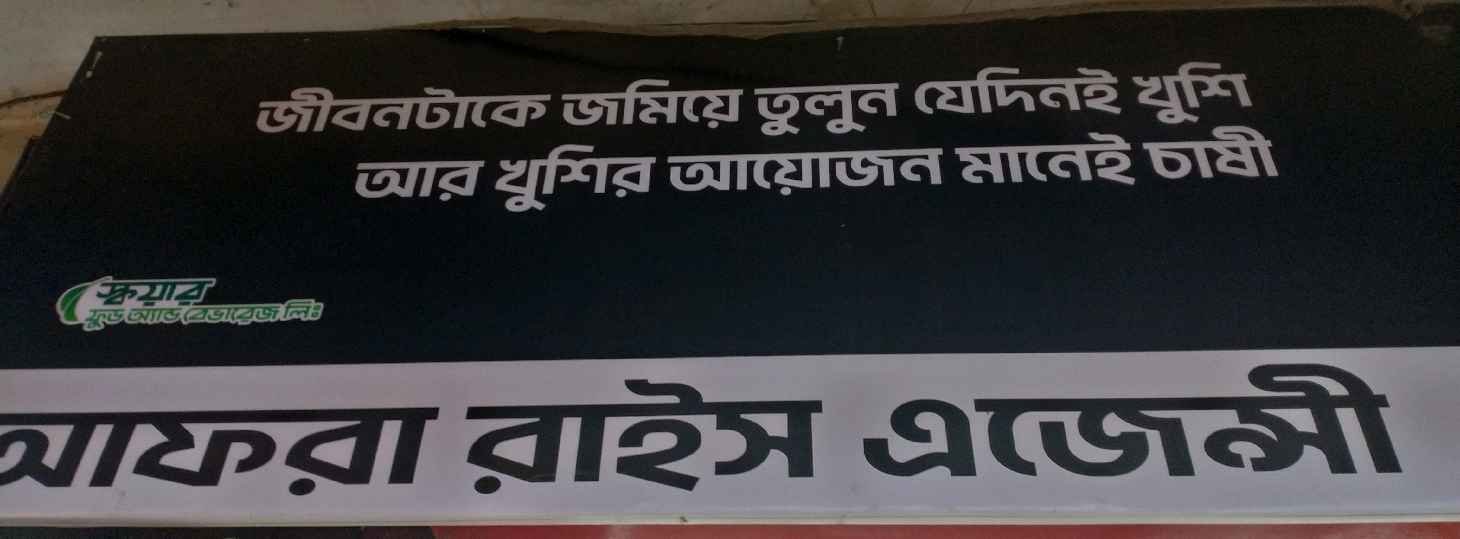 জীবনটাকে জমিয়ে তুলুন যেদিনই খুশি
আর খুশির আয়োজন মানেই চাষী
স্কয়ার
ফুড অ্যান্ড বেভারেজ লিঃ
আফরা রাইস এজেন্সী